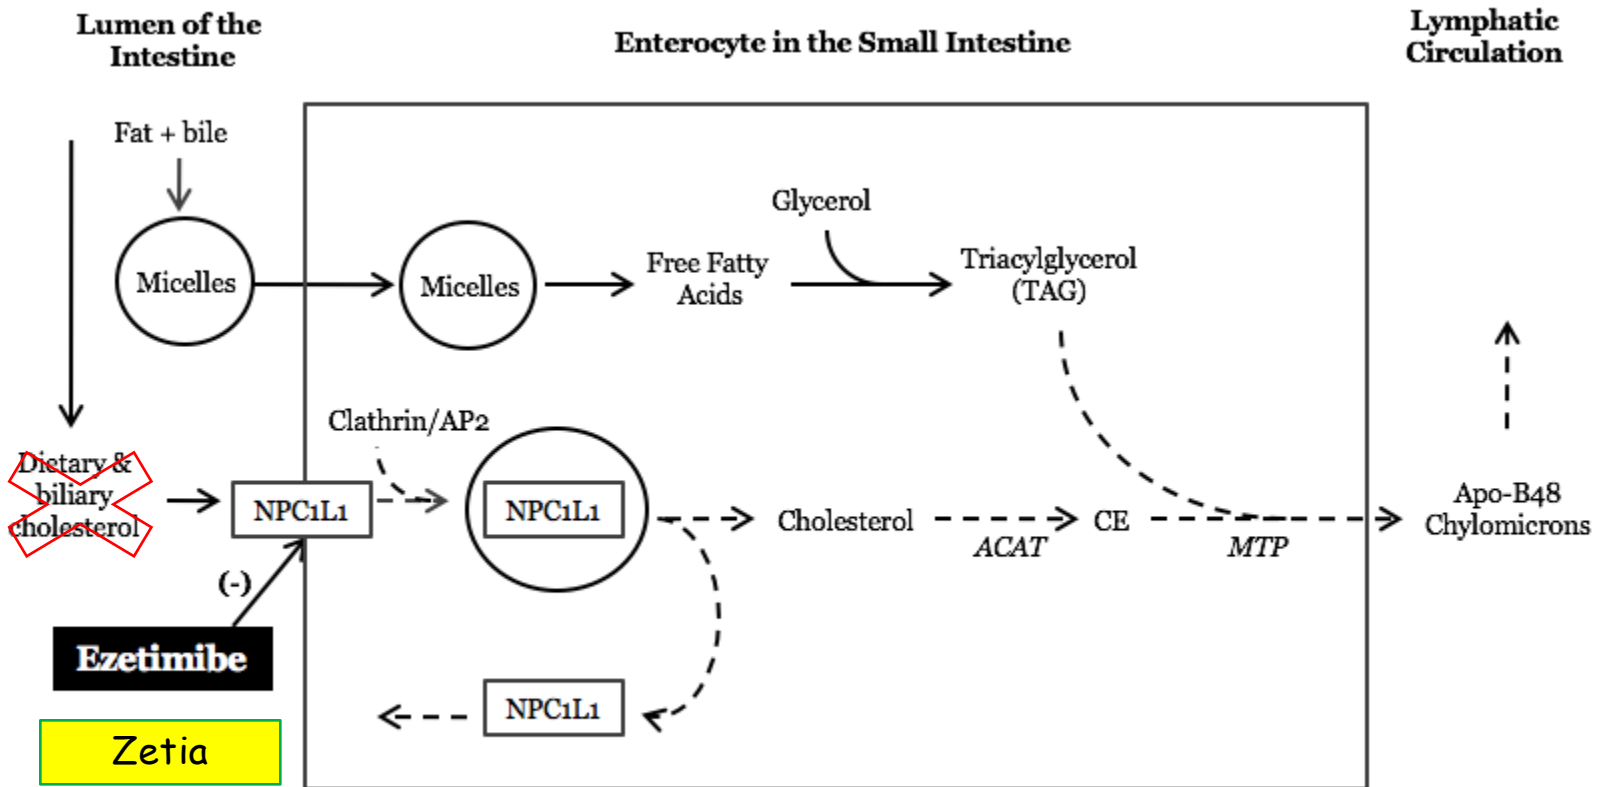 Lumen of the
Intestine
Enterocyte in the Small Intestine
Lymphatic
Circulation
Fat + bile
Glycerol
Micelles
Micelles
Free Fatty
Acids
Triacylglycerol
(TAG)
Clathrin/AP2
Dietary &
biliary
cholesterol
NPC1L1
NPC1L1
Cholesterol
ACAT
CE
MTP
Apo-B48
Chylomicrons
(-)
Ezetimibe
NPC1L1
Zetia